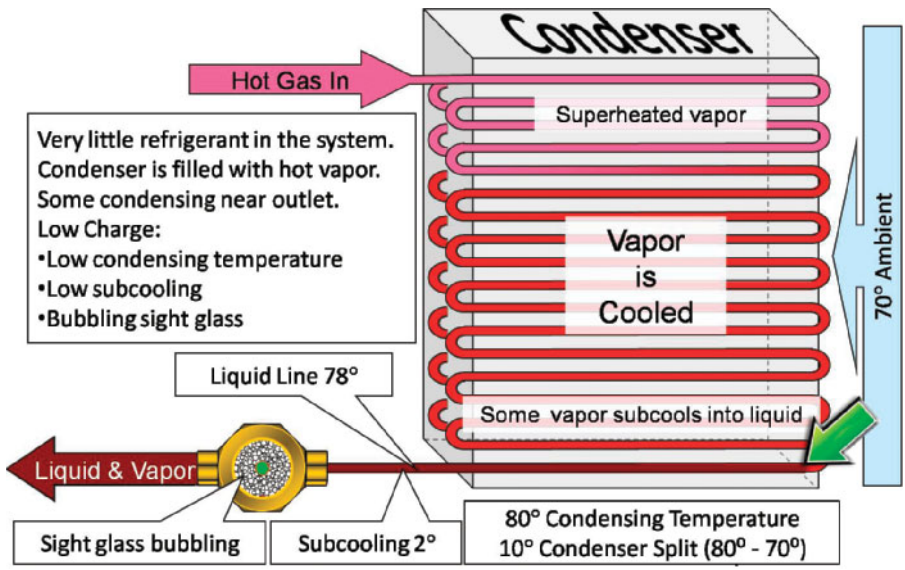 Condenser
Hot Gas In
Superheated vapor
Very little refrigerant in the system.
Condenser is filled with hot vapor.
Some condensing near outlet.
Low Charge:
•Low condensing temperature
•Low subcooling
•Bubbling sight glass
Vapor
is
Cooled
70° Ambient
Liquid Line 78°
Some vapor subcools into liquid
Liquid & Vapor
Sight glass bubbling
Subcooling 2°
80° Condensing Temperature
10° Condenser Split (80° - 70°)